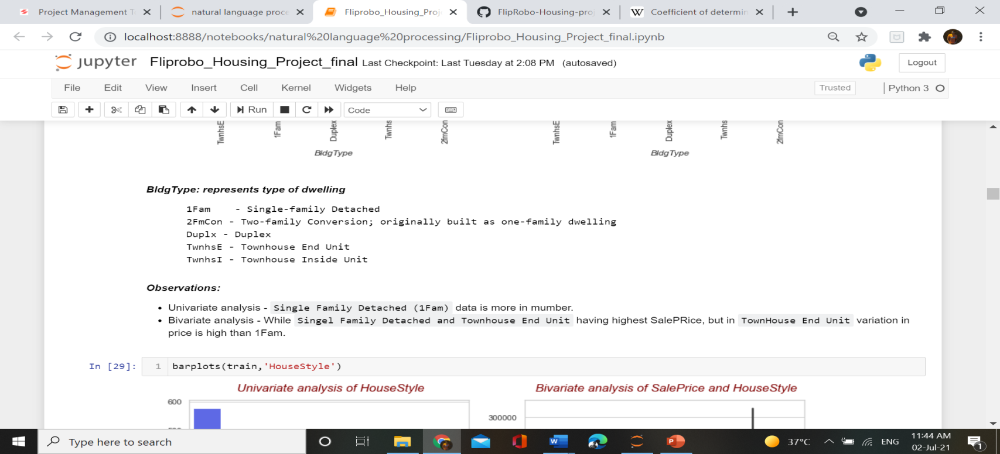 Project Management T
natural language proce
Fliprobo_Housing_Proj
FlipRobo-Housing-proj
W Coefficient of determin
localhost:8888/notebooks/natural%20language%20processing/Fliprobo_Housing_Project_final.ipynb
jupyter Fliprobo_Housing_Project_final Last Checkpoint: Last Tuesday at 2:08 PM (autosaved)
Logout
File Edit View Insert Cell Kernel Widgets Help
Trusted Python 3
Run Code
TwnhsE 1Fam Duplex Twnhs 2fmCon TwnhsE 1Fam Duplex Twnhs 2fmCon
BldgType BldgType
BldgType: represents type of dwelling
1Fam - Single-family Detached
2FmCon - Two-family Conversion; originally built as one-family dwelling
Duplx - Duplex
TwnhsE - Townhouse End Unit
TwnhsI - Townhouse Inside Unit
Observations:
• Univariate analysis - Single Family Detached (1Fam) data is more in mumber.
• Bivariate analysis - While Singel Family Detached and Townhouse End Unit having highest SalePRice, but in TownHouse End Unit variation in
price is high than 1Fam.
In [29]: 1 barplots(train,'HouseStyle')
Univariate analysis of HouseStyle Bivariate analysis of SalePrice and HouseStyle
600
300000
Type here to search
W
P
37°C
ENG
11:44 AM
02-Jul-21
1